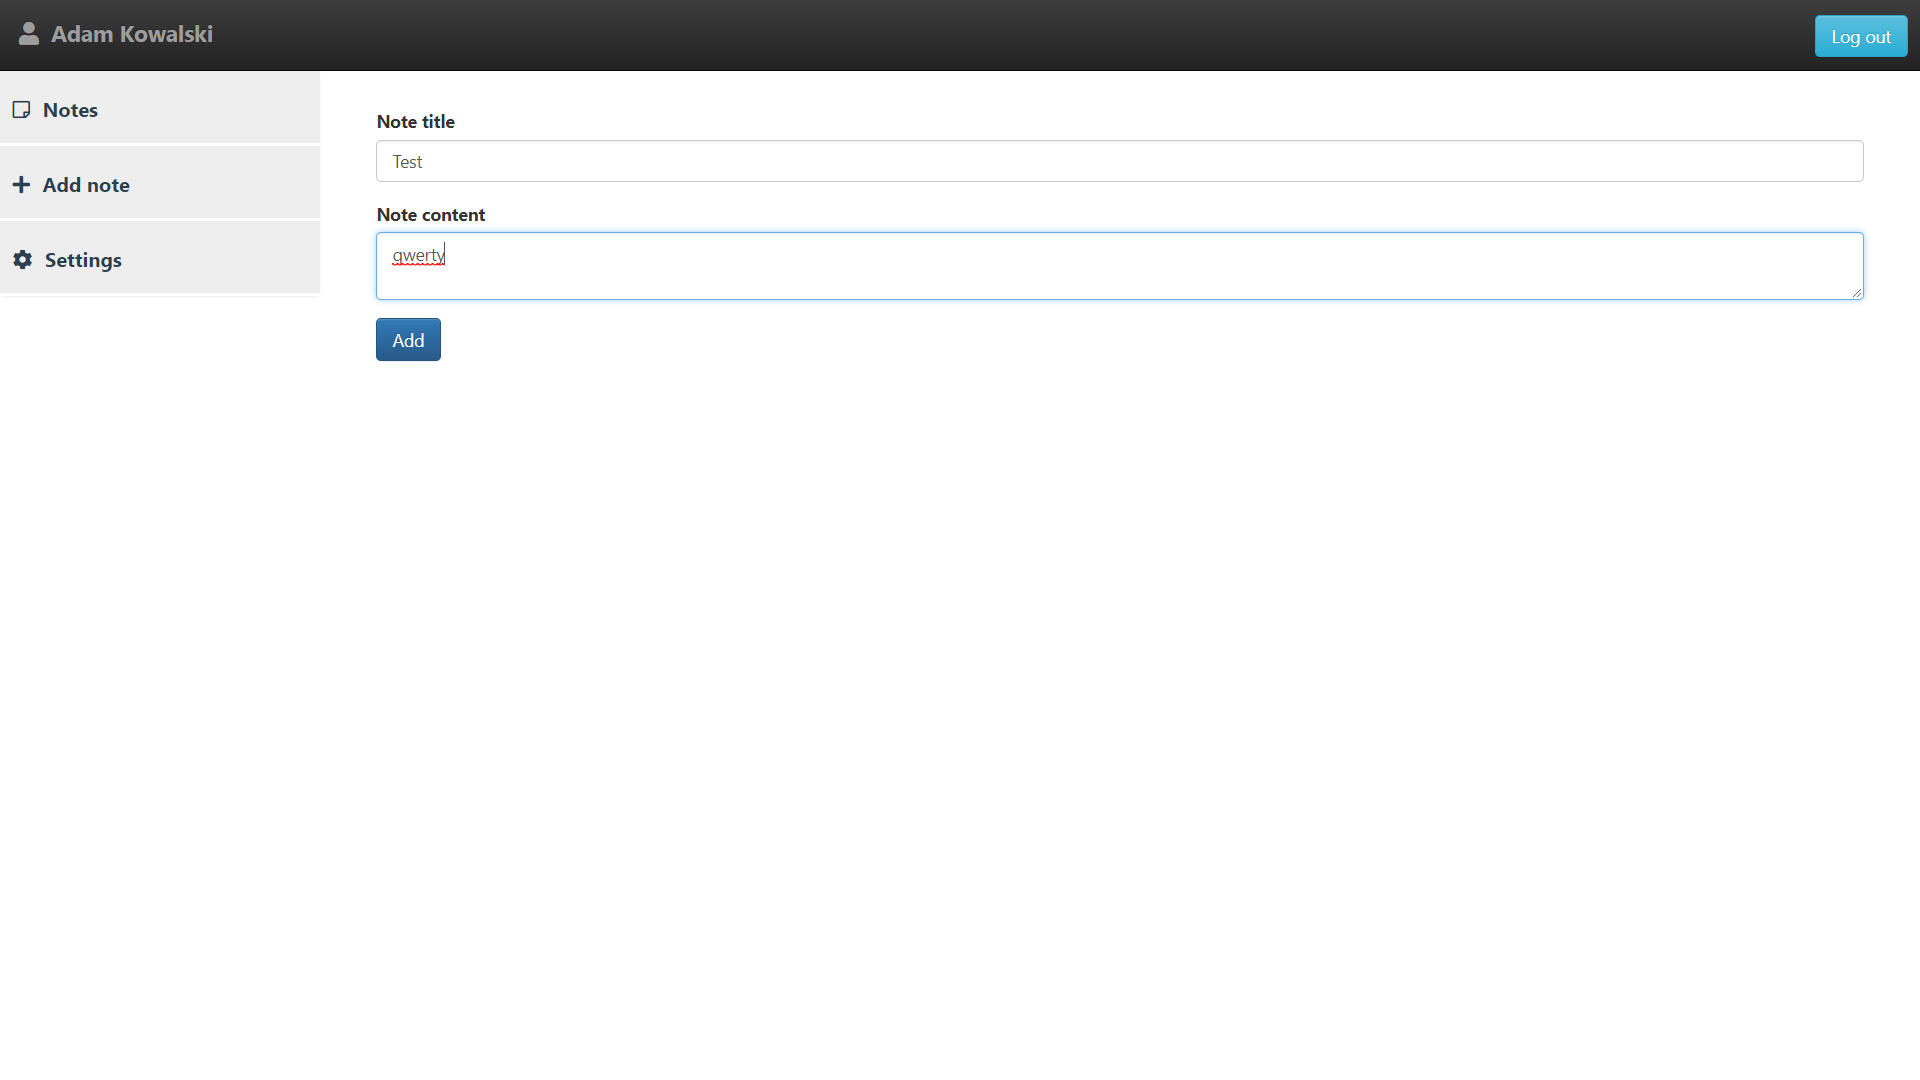 Adam Kowalski
Log out
Notes
Add note
Settings
Note title
Test
Note content
qwerty
Add